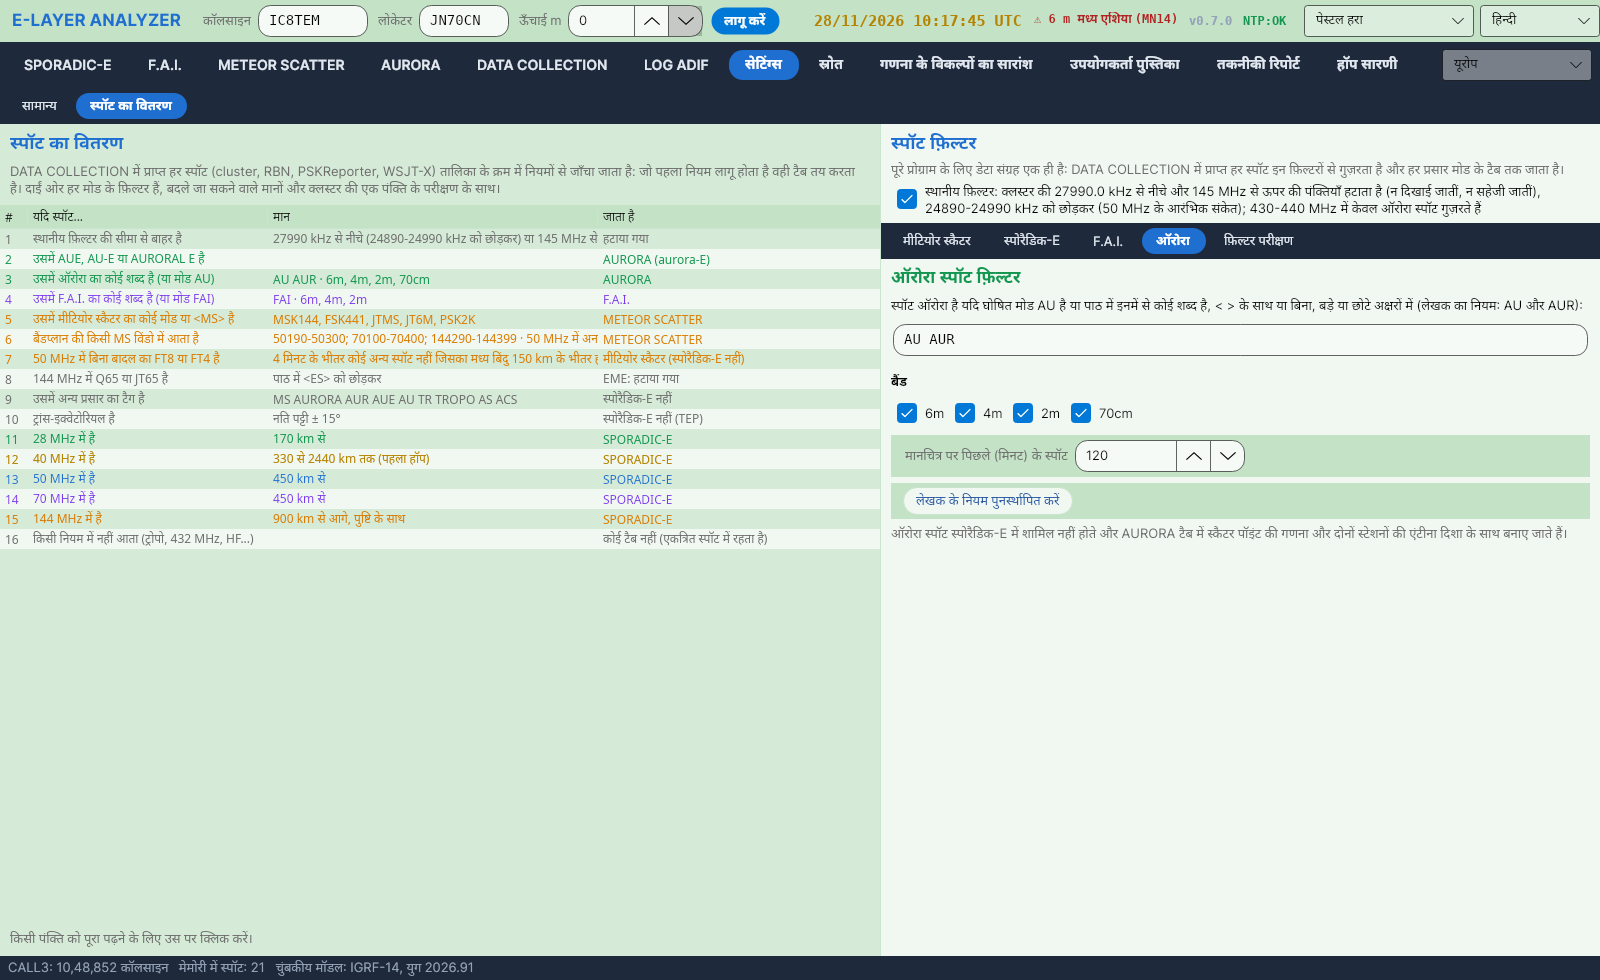 E-LAYER ANALYZER कॉलसाइन IC8TEM लोकेटर JN70CN ऊँचाई m 0 लागू करें 28/11/2026 10:17:45 UTC ⚠ 6 m मध्य एशिया (MN14) v0.7.0 NTP:OK पेस्टल हरा हिन्दी
SPORADIC-E F.A.I. METEOR SCATTER AURORA DATA COLLECTION LOG ADIF सेटिंग्स स्रोत गणना के विकल्पों का सारांश उपयोगकर्ता पुस्तिका तकनीकी रिपोर्ट हॉप सारणी यूरोप
सामान्य स्पॉट का वितरण
स्पॉट का वितरण
DATA COLLECTION में प्राप्त हर स्पॉट (cluster, RBN, PSKReporter, WSJT-X) तालिका के क्रम में नियमों से जाँचा जाता है: जो पहला नियम लागू होता है वही टैब तय करता
है। दाईं ओर हर मोड के फ़िल्टर हैं, बदले जा सकने वाले मानों और क्लस्टर की एक पंक्ति के परीक्षण के साथ।
# यदि स्पॉट... मान जाता है
1 स्थानीय फ़िल्टर की सीमा से बाहर है 27990 kHz से नीचे (24890-24990 kHz को छोड़कर) या 145 MHz से हटाया गया
2 उसमें AUE, AU-E या AURORAL E है AURORA (aurora-E)
3 उसमें ऑरोरा का कोई शब्द है (या मोड AU) AU AUR · 6m, 4m, 2m, 70cm AURORA
4 उसमें F.A.I. का कोई शब्द है (या मोड FAI) FAI · 6m, 4m, 2m F.A.I.
5 उसमें मीटियोर स्कैटर का कोई मोड या <MS> है MSK144, FSK441, JTMS, JT6M, PSK2K METEOR SCATTER
6 बैंडप्लान की किसी MS विंडो में आता है 50190-50300; 70100-70400; 144290-144399 · 50 MHz में अन METEOR SCATTER
7 50 MHz में बिना बादल का FT8 या FT4 है 4 मिनट के भीतर कोई अन्य स्पॉट नहीं जिसका मध्य बिंदु 150 km के भीतर ह मीटियोर स्कैटर (स्पोरैडिक-E नहीं)
8 144 MHz में Q65 या JT65 है पाठ में <ES> को छोड़कर EME: हटाया गया
9 उसमें अन्य प्रसार का टैग है MS AURORA AUR AUE AU TR TROPO AS ACS स्पोरैडिक-E नहीं
10 ट्रांस-इक्वेटोरियल है नति पट्टी ± 15° स्पोरैडिक-E नहीं (TEP)
11 28 MHz में है 170 km से SPORADIC-E
12 40 MHz में है 330 से 2440 km तक (पहला हॉप) SPORADIC-E
13 50 MHz में है 450 km से SPORADIC-E
14 70 MHz में है 450 km से SPORADIC-E
15 144 MHz में है 900 km से आगे, पुष्टि के साथ SPORADIC-E
16 किसी नियम में नहीं आता (ट्रोपो, 432 MHz, HF...) कोई टैब नहीं (एकत्रित स्पॉट में रहता है)
किसी पंक्ति को पूरा पढ़ने के लिए उस पर क्लिक करें।
स्पॉट फ़िल्टर
पूरे प्रोग्राम के लिए डेटा संग्रह एक ही है: DATA COLLECTION में प्राप्त हर स्पॉट इन फ़िल्टरों से गुज़रता है और हर प्रसार मोड के टैब तक जाता है।
स्थानीय फ़िल्टर: क्लस्टर की 27990.0 kHz से नीचे और 145 MHz से ऊपर की पंक्तियाँ हटाता है (न दिखाई जातीं, न सहेजी जातीं),
24890-24990 kHz को छोड़कर (50 MHz के आरंभिक संकेत); 430-440 MHz में केवल ऑरोरा स्पॉट गुज़रते हैं
मीटियोर स्कैटर स्पोरैडिक-E F.A.I. ऑरोरा फ़िल्टर परीक्षण
ऑरोरा स्पॉट फ़िल्टर
स्पॉट ऑरोरा है यदि घोषित मोड AU है या पाठ में इनमें से कोई शब्द है, < > के साथ या बिना, बड़े या छोटे अक्षरों में (लेखक का नियम: AU और AUR):
AU AUR
बैंड
6m 4m 2m 70cm
मानचित्र पर पिछले (मिनट) के स्पॉट 120
लेखक के नियम पुनर्स्थापित करें
ऑरोरा स्पॉट स्पोरैडिक-E में शामिल नहीं होते और AURORA टैब में स्कैटर पॉइंट की गणना और दोनों स्टेशनों की एंटीना दिशा के साथ बनाए जाते हैं।
CALL3: 10,48,852 कॉलसाइन मेमोरी में स्पॉट: 21 चुंबकीय मॉडल: IGRF-14, युग 2026.91